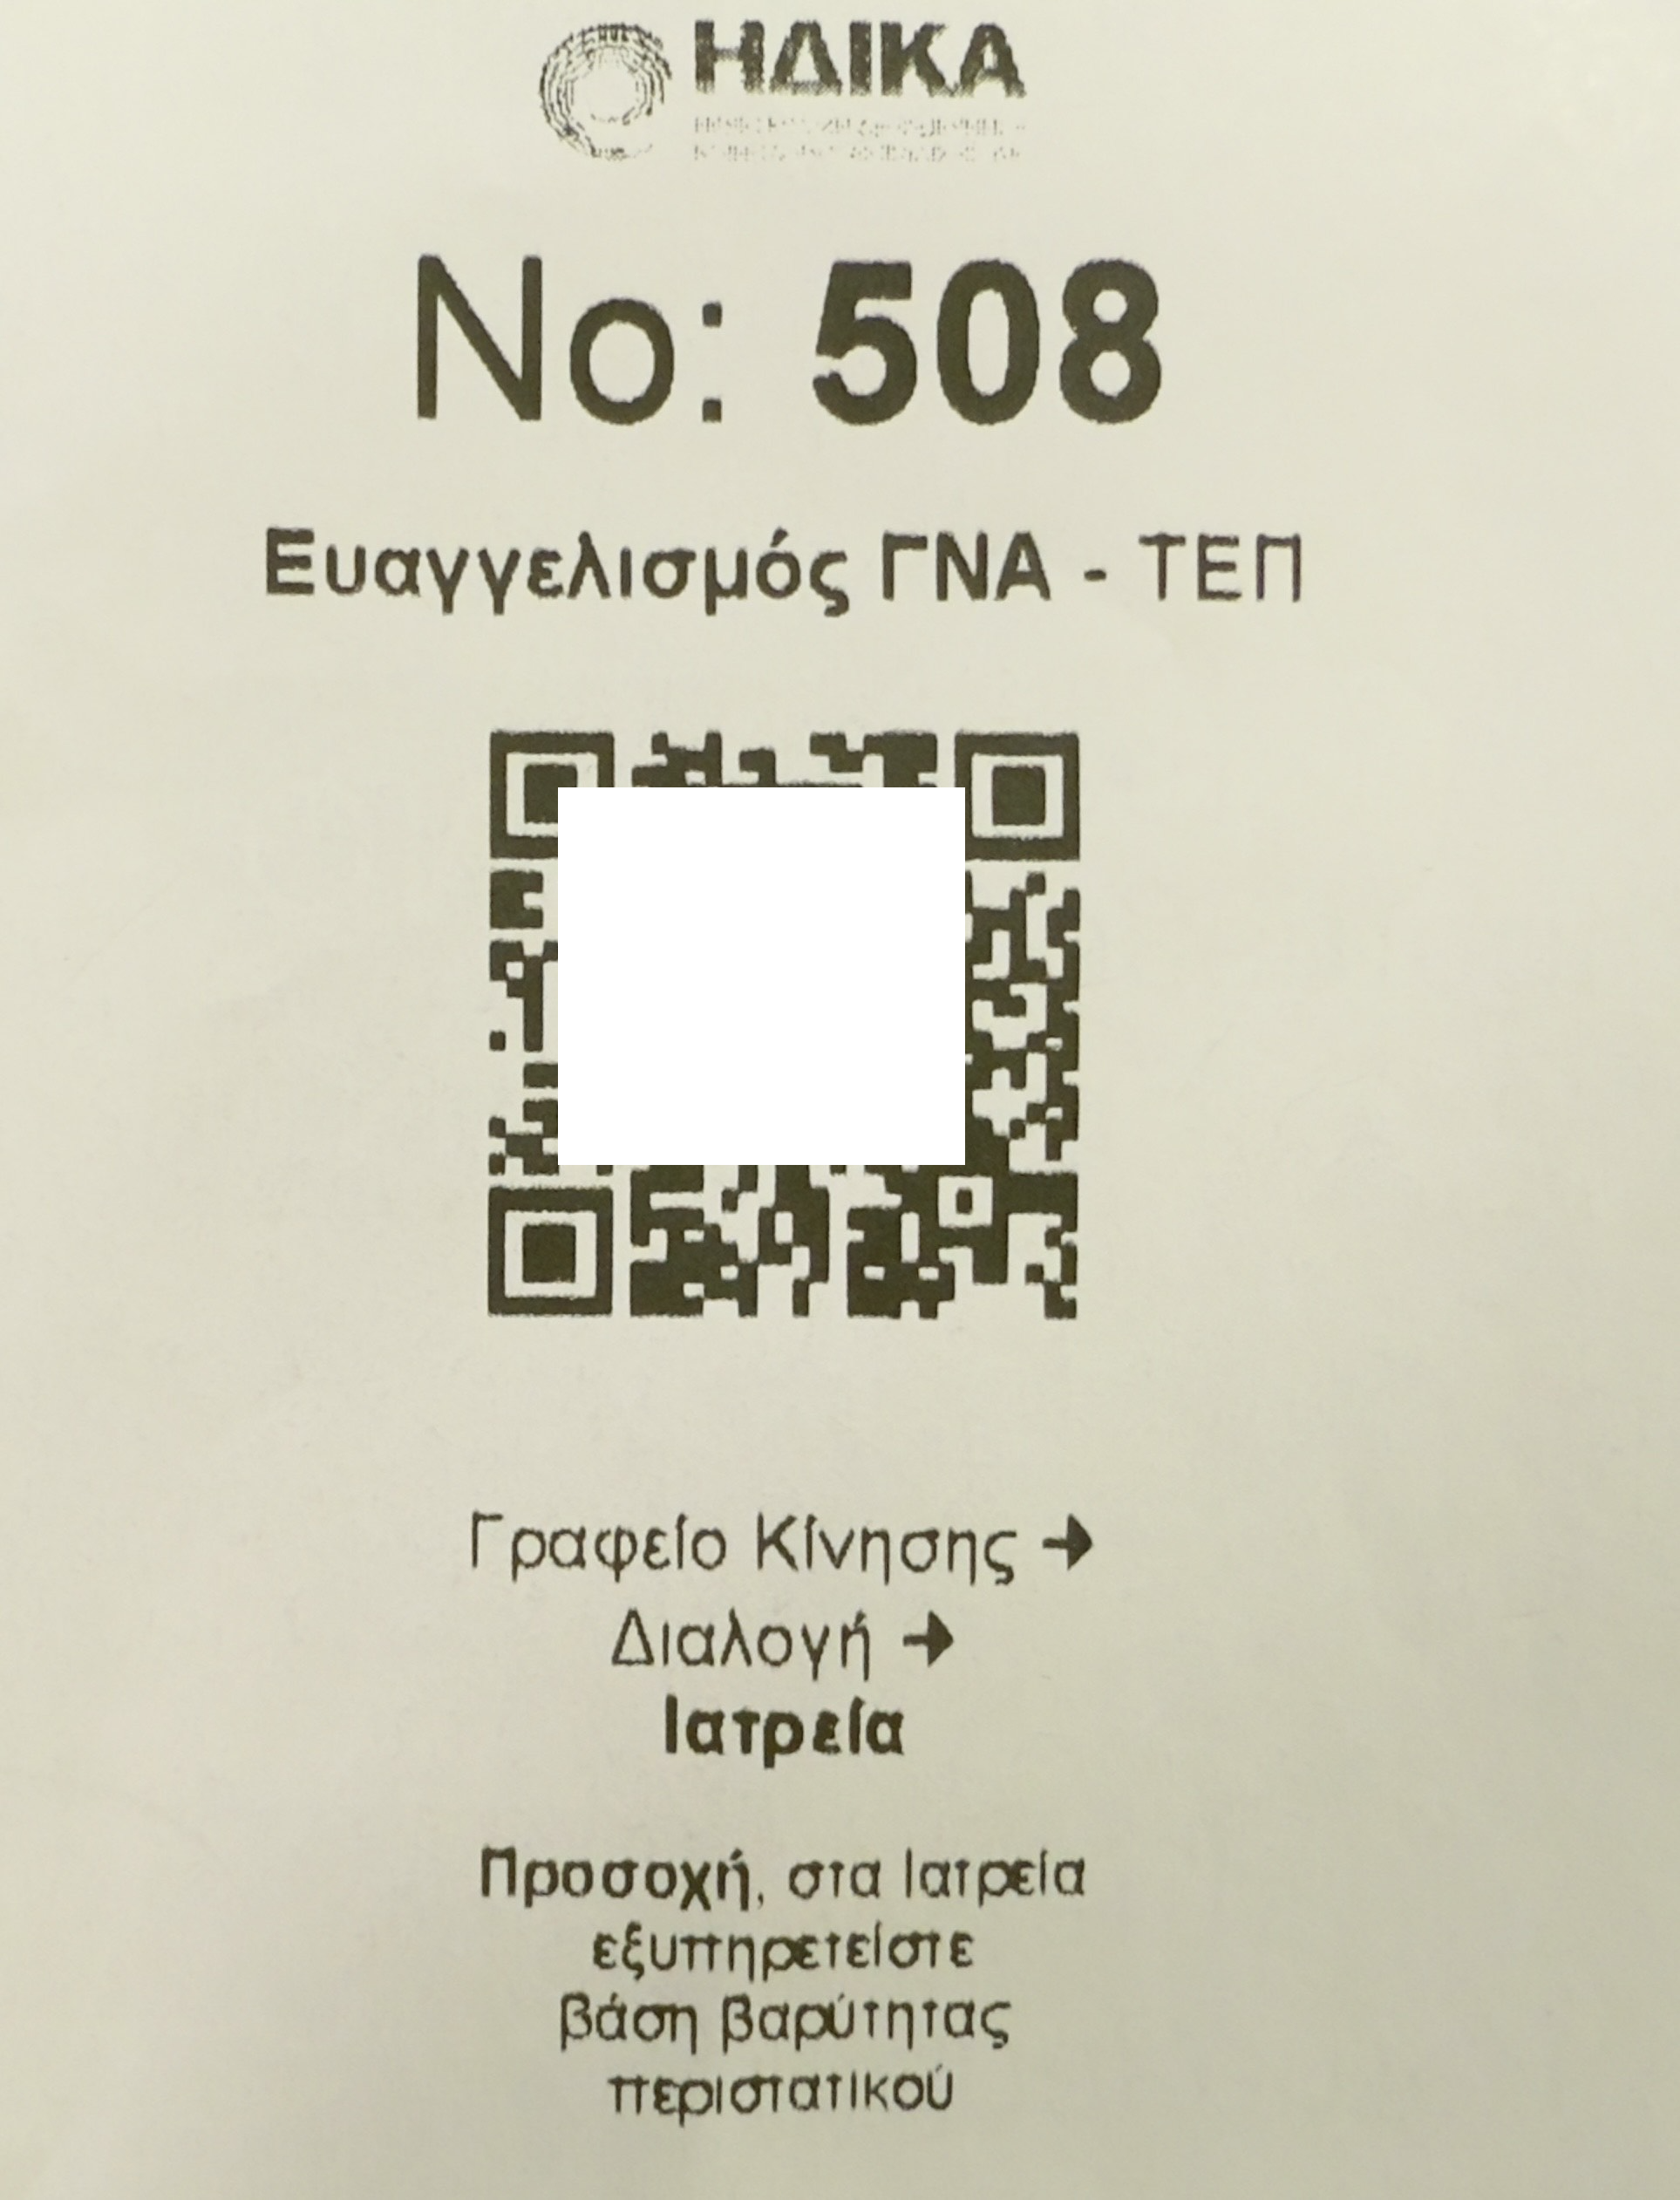 ΗΔΙΚΑ
No: 508
Ευαγγελισμός ΓΝΑ - ΤΕΠ
Γραφείο Κίνησης →
Διαλογή →
Ιατρεία
Προσοχή, στα Ιατρεία
εξυπηρετείστε
βάση βαρύτητας
περιστατικού